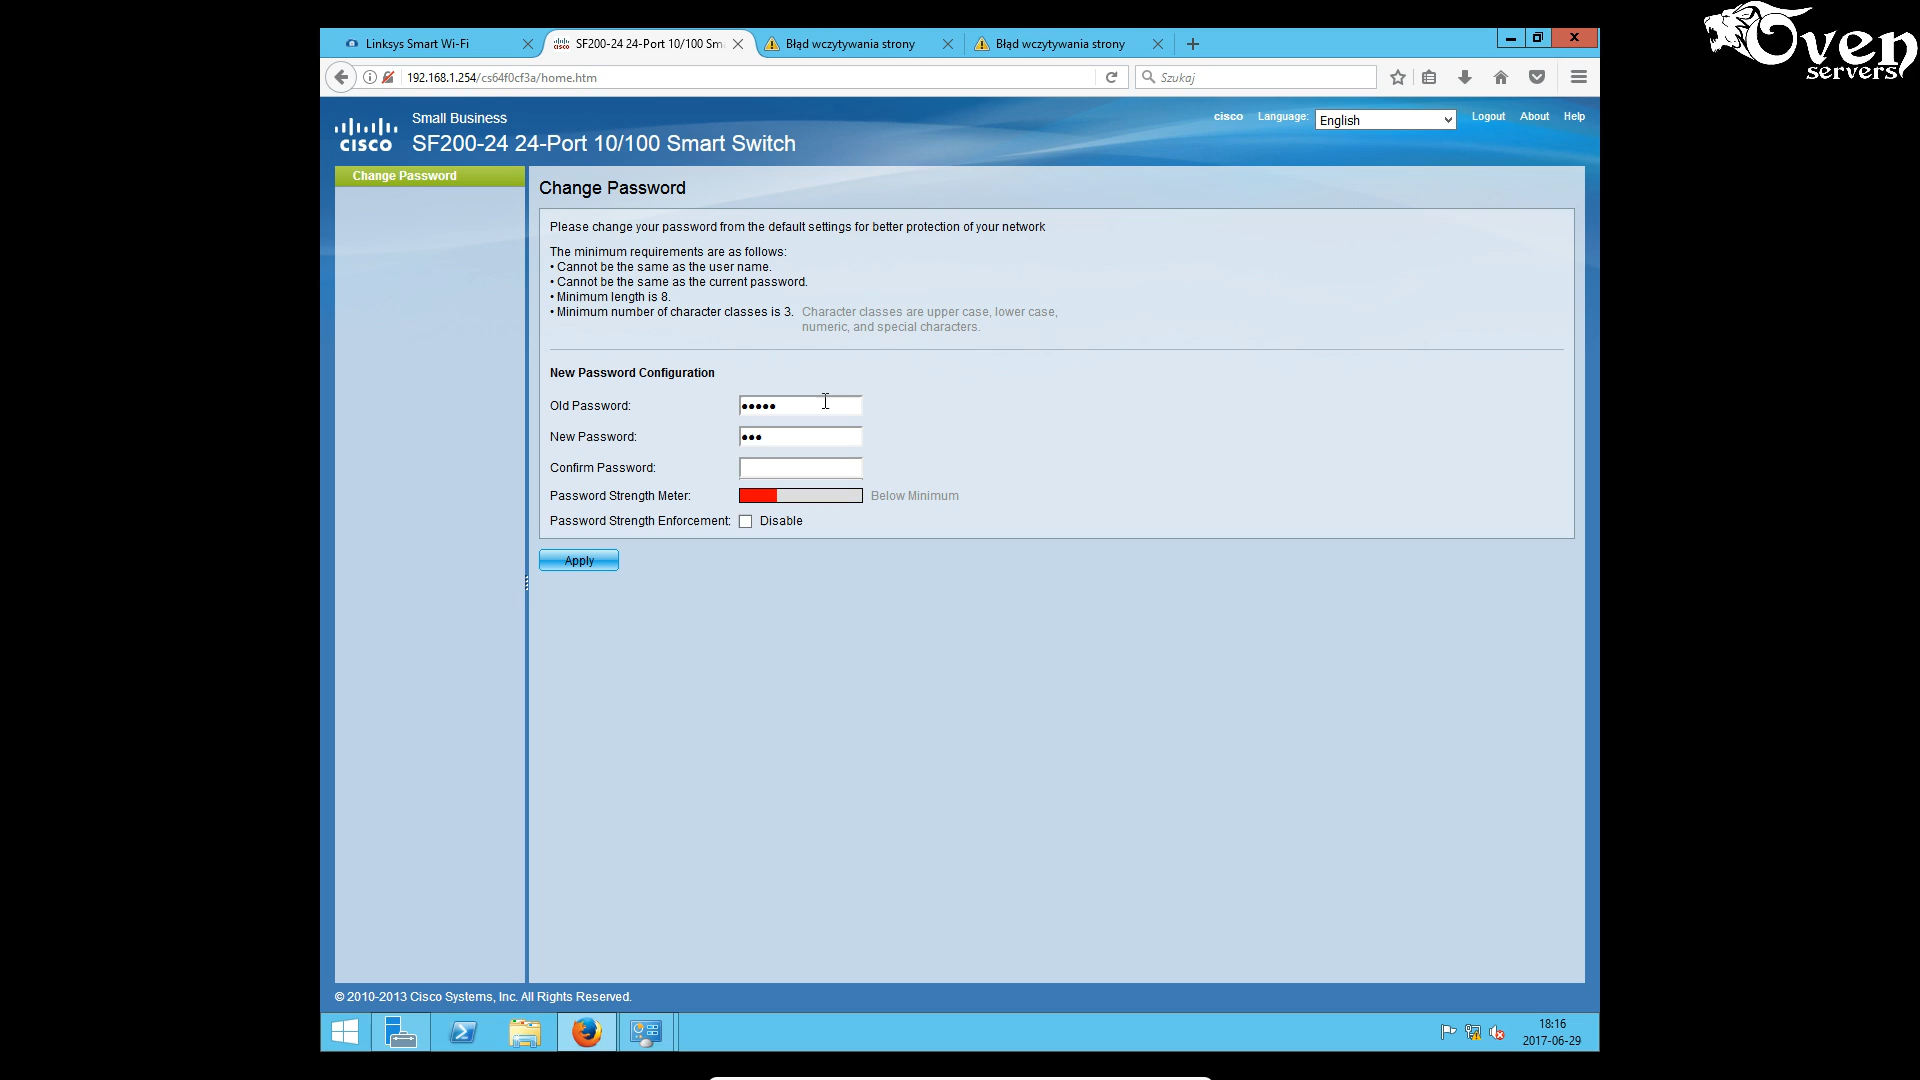 Oven
servers
Linksys Smart Wi-Fi
SF200-24 24-Port 10/100 Sm
Błąd wczytywania strony
Błąd wczytywania strony
192.168.1.254/cs64f0cf3a/home.htm
Szukaj
cisco
Small Business
SF200-24 24-Port 10/100 Smart Switch
cisco
Language:
English
Logout
About
Help
Change Password
Change Password
Please change your password from the default settings for better protection of your network
The minimum requirements are as follows:
• Cannot be the same as the user name.
• Cannot be the same as the current password.
• Minimum length is 8.
• Minimum number of character classes is 3. Character classes are upper case, lower case,
numeric, and special characters.
New Password Configuration
Old Password: •••••
New Password: •••
Confirm Password:
Password Strength Meter: Below Minimum
Password Strength Enforcement: Disable
Apply
© 2010-2013 Cisco Systems, Inc. All Rights Reserved.
18:16
2017-06-29